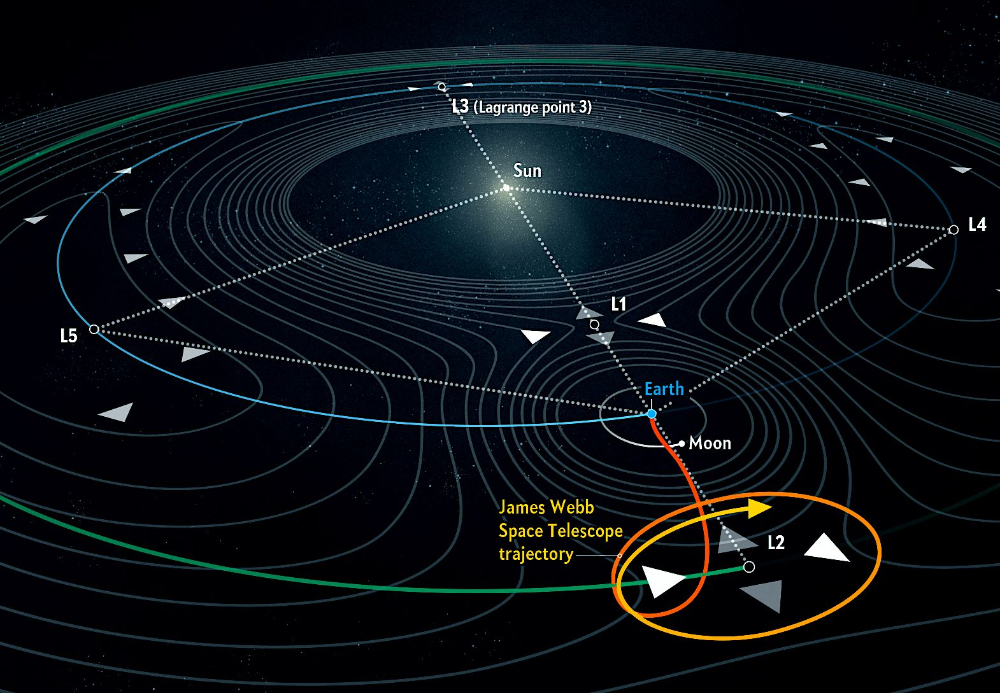 L3 (Lagrange point 3)
Sun
L4
L1
L5
Earth
Moon
James Webb
Space Telescope
trajectory
L2